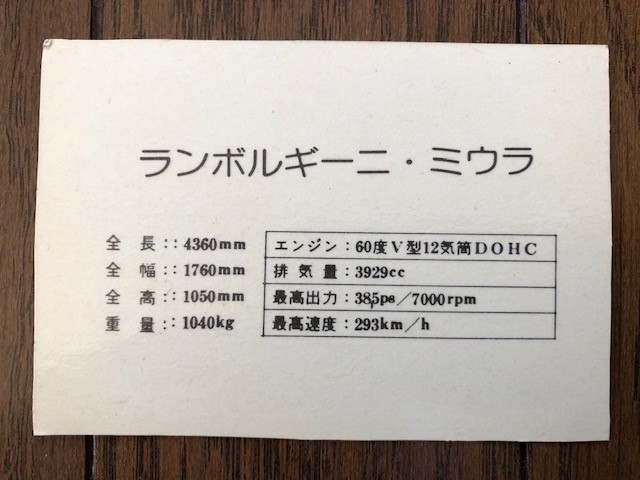 ランボルギーニ・ミウラ
全長::4360mm
全幅::1760mm
全高::1050mm
重量::1040kg
エンジン:60度V型12気筒DOHC
排気量:3929cc
最高出力:385ps/7000rpm
最高速度:293km/h